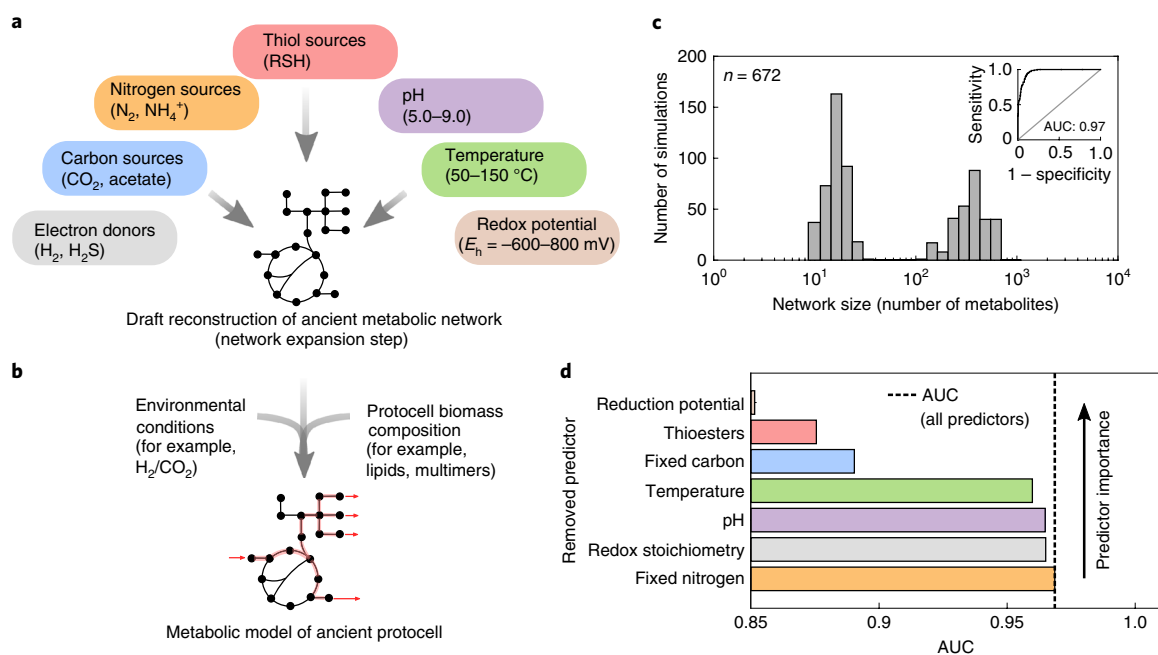 a
Thiol sources
(RSH)
Nitrogen sources
(N2, NH4+)
pH
(5.0–9.0)
Carbon sources
(CO2, acetate)
Temperature
(50–150 °C)
Electron donors
(H2, H2S)
Redox potential
(Eh = –600–800 mV)
Draft reconstruction of ancient metabolic network
(network expansion step)
b
Environmental
conditions
(for example,
H2/CO2)
Protocell biomass
composition
(for example,
lipids, multimers)
Metabolic model of ancient protocell
c
Number of simulations
200
150
100
50
0
n = 672
10^0
10^1
10^2
10^3
10^4
Network size (number of metabolites)
Sensitivity
1.0
0.5
0
AUC: 0.97
0
0.5
1.0
1 – specificity
d
Removed predictor
Reduction potential
Thioesters
Fixed carbon
Temperature
pH
Redox stoichiometry
Fixed nitrogen
AUC
(all predictors)
Predictor importance
0.85
0.9
0.95
1.0
AUC